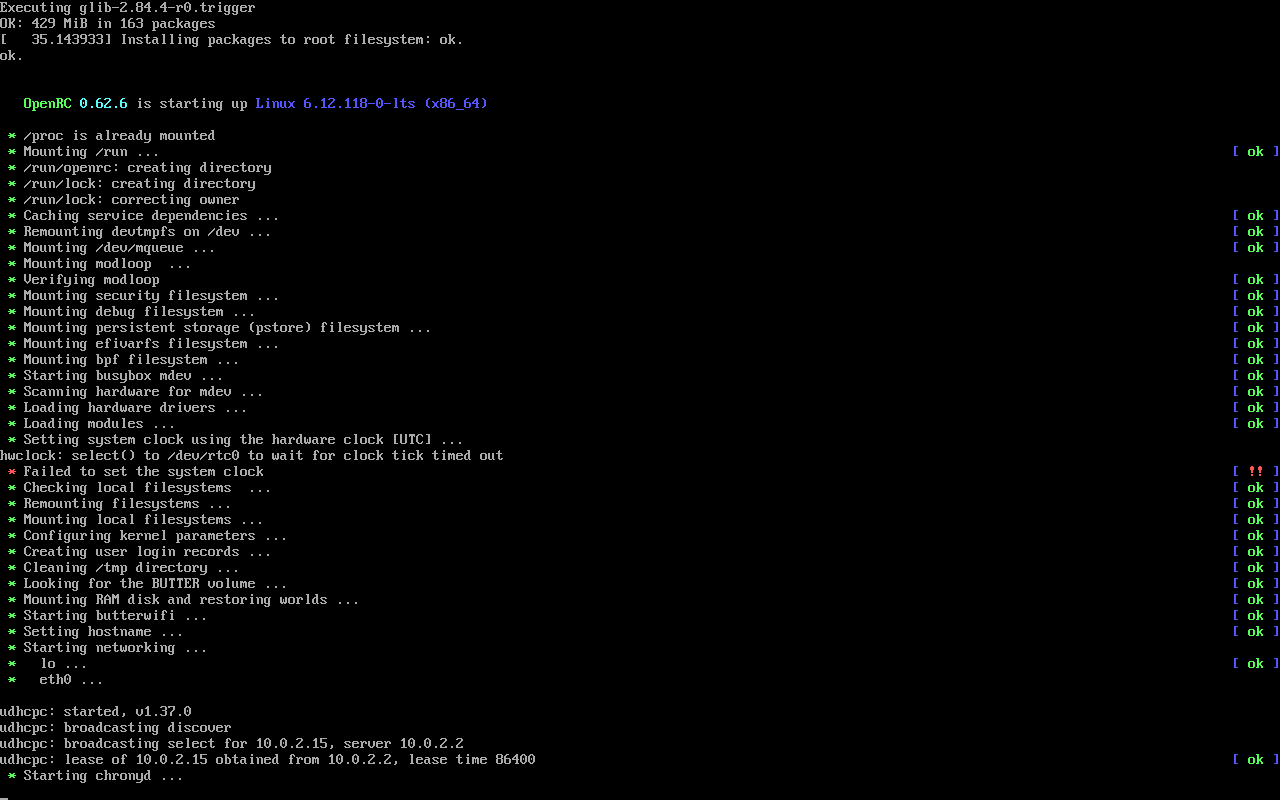 Executing glib-2.84.4-r0.trigger
OK: 429 MiB in 163 packages
[   35.143933] Installing packages to root filesystem: ok.
ok.
OpenRC 0.62.6 is starting up Linux 6.12.118-0-lts (x86_64)
* /proc is already mounted
* Mounting /run ... [ ok ]
* /run/openrc: creating directory
* /run/lock: creating directory
* /run/lock: correcting owner
* Caching service dependencies ... [ ok ]
* Remounting devtmpfs on /dev ... [ ok ]
* Mounting /dev/mqueue ... [ ok ]
* Mounting modloop  ...
* Verifying modloop [ ok ]
* Mounting security filesystem ... [ ok ]
* Mounting debug filesystem ... [ ok ]
* Mounting persistent storage (pstore) filesystem ... [ ok ]
* Mounting efivarfs filesystem ... [ ok ]
* Mounting bpf filesystem ... [ ok ]
* Starting busybox mdev ... [ ok ]
* Scanning hardware for mdev ... [ ok ]
* Loading hardware drivers ... [ ok ]
* Loading modules ... [ ok ]
* Setting system clock using the hardware clock [UTC] ...
hwclock: select() to /dev/rtc0 to wait for clock tick timed out
* Failed to set the system clock [ !! ]
* Checking local filesystems  ... [ ok ]
* Remounting filesystems ... [ ok ]
* Mounting local filesystems ... [ ok ]
* Configuring kernel parameters ... [ ok ]
* Creating user login records ... [ ok ]
* Cleaning /tmp directory ... [ ok ]
* Looking for the BUTTER volume ... [ ok ]
* Mounting RAM disk and restoring worlds ... [ ok ]
* Starting butterwifi ... [ ok ]
* Setting hostname ... [ ok ]
* Starting networking ...
*   lo ... [ ok ]
*   eth0 ...
udhcpc: started, v1.37.0
udhcpc: broadcasting discover
udhcpc: broadcasting select for 10.0.2.15, server 10.0.2.2
udhcpc: lease of 10.0.2.15 obtained from 10.0.2.2, lease time 86400 [ ok ]
* Starting chronyd ...